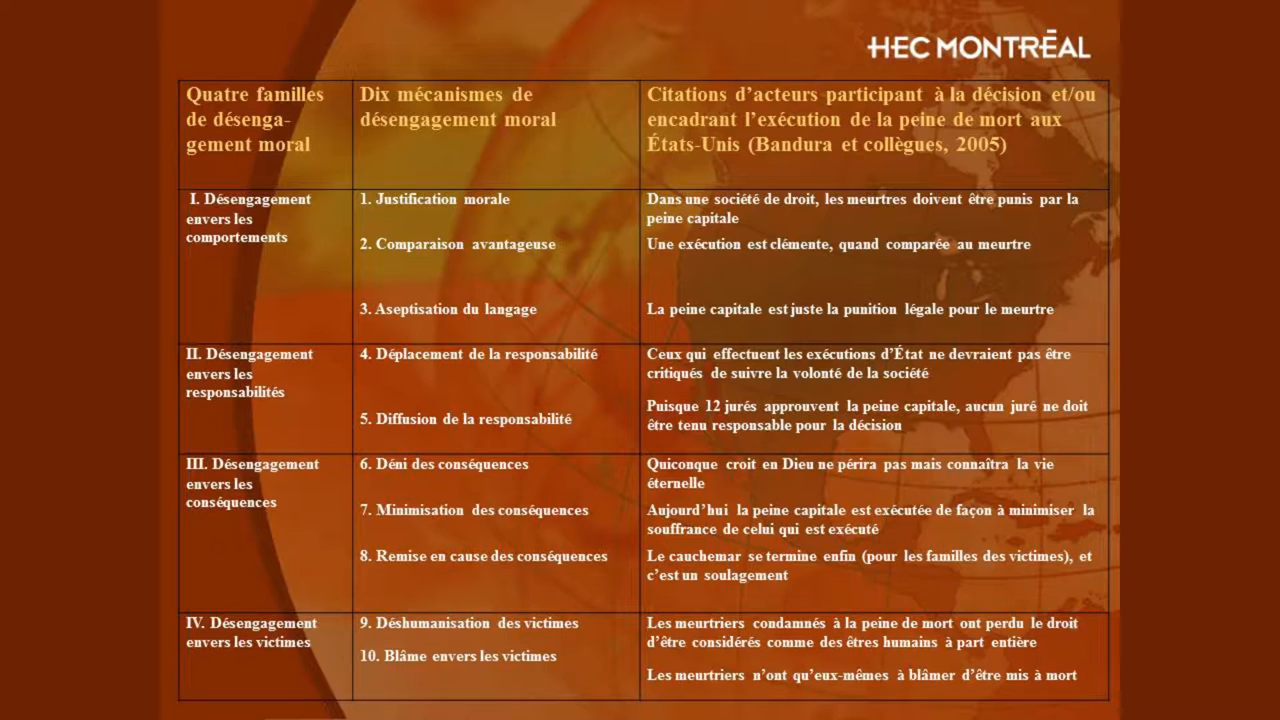 HEC MONTRÉAL
Quatre familles
de désenga-
gement moral
Dix mécanismes de
désengagement moral
Citations d’acteurs participant à la décision et/ou
encadrant l’exécution de la peine de mort aux
États-Unis (Bandura et collègues, 2005)
I. Désengagement
envers les
comportements
1. Justification morale
Dans une société de droit, les meurtres doivent être punis par la
peine capitale
2. Comparaison avantageuse
Une exécution est clémente, quand comparée au meurtre
3. Aseptisation du langage
La peine capitale est juste la punition légale pour le meurtre
II. Désengagement
envers les
responsabilités
4. Déplacement de la responsabilité
Ceux qui effectuent les exécutions d’État ne devraient pas être
critiqués de suivre la volonté de la société
5. Diffusion de la responsabilité
Puisque 12 jurés approuvent la peine capitale, aucun juré ne doit
être tenu responsable pour la décision
III. Désengagement
envers les
conséquences
6. Déni des conséquences
Quiconque croit en Dieu ne périra pas mais connaîtra la vie
éternelle
7. Minimisation des conséquences
Aujourd’hui la peine capitale est exécutée de façon à minimiser la
souffrance de celui qui est exécuté
8. Remise en cause des conséquences
Le cauchemar se termine enfin (pour les familles des victimes), et
c’est un soulagement
IV. Désengagement
envers les victimes
9. Déshumanisation des victimes
Les meurtriers condamnés à la peine de mort ont perdu le droit
d’être considérés comme des êtres humains à part entière
10. Blâme envers les victimes
Les meurtriers n’ont qu’eux-mêmes à blâmer d’être mis à mort